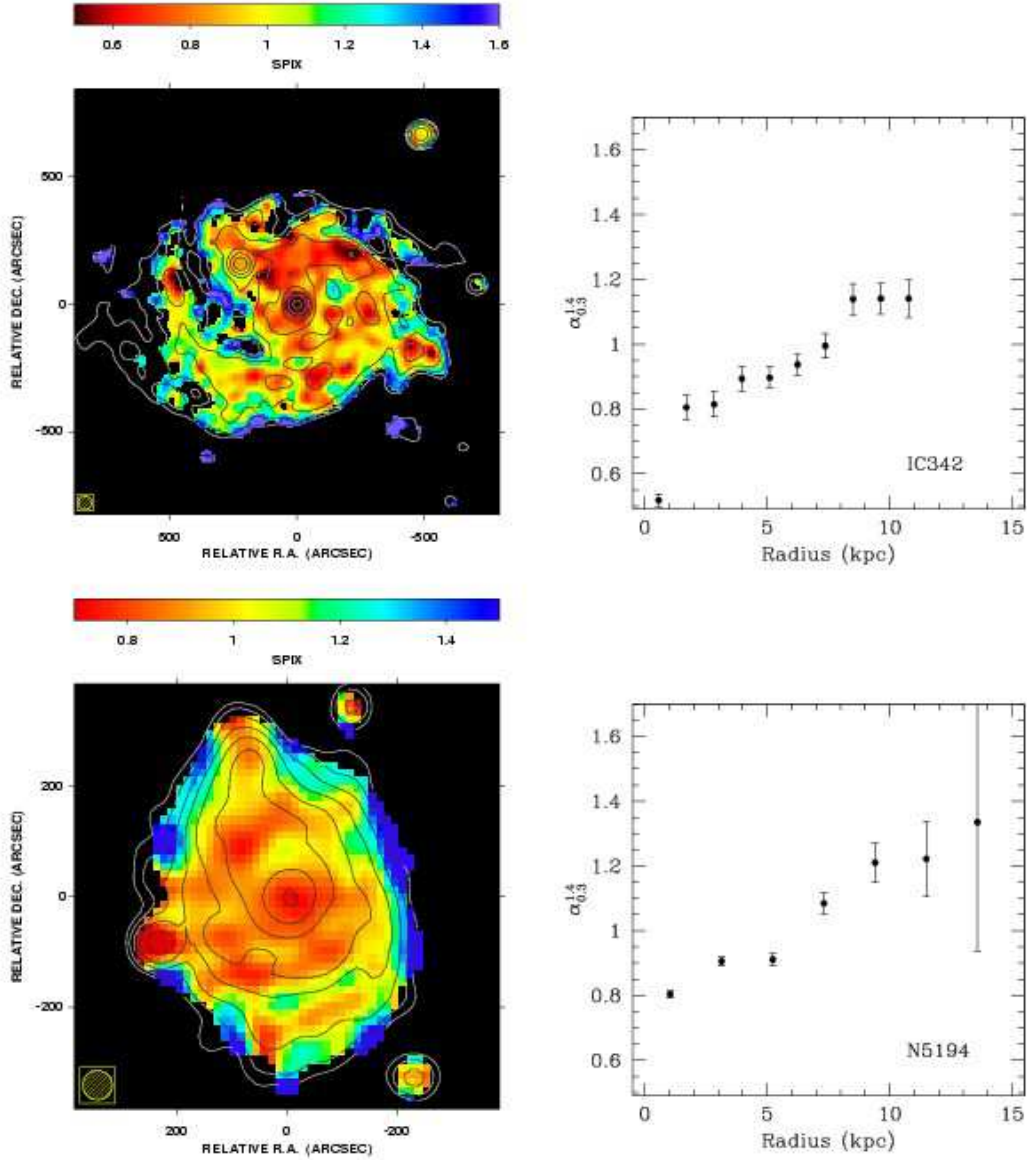 0.6 0.8 1 1.2 1.4 1.6
SPIX
500
0
-500
RELATIVE DEC. (ARCSEC)
500 0 -500
RELATIVE R.A. (ARCSEC)
1.6
1.4
1.2
1
0.8
0.6
α1.4 0.3
IC342
0 5 10 15
Radius (kpc)
0.8 1 1.2 1.4
SPIX
200
0
-200
RELATIVE DEC. (ARCSEC)
200 0 -200
RELATIVE R.A. (ARCSEC)
1.6
1.4
1.2
1
0.8
0.6
α1.4 0.3
N5194
0 5 10 15
Radius (kpc)